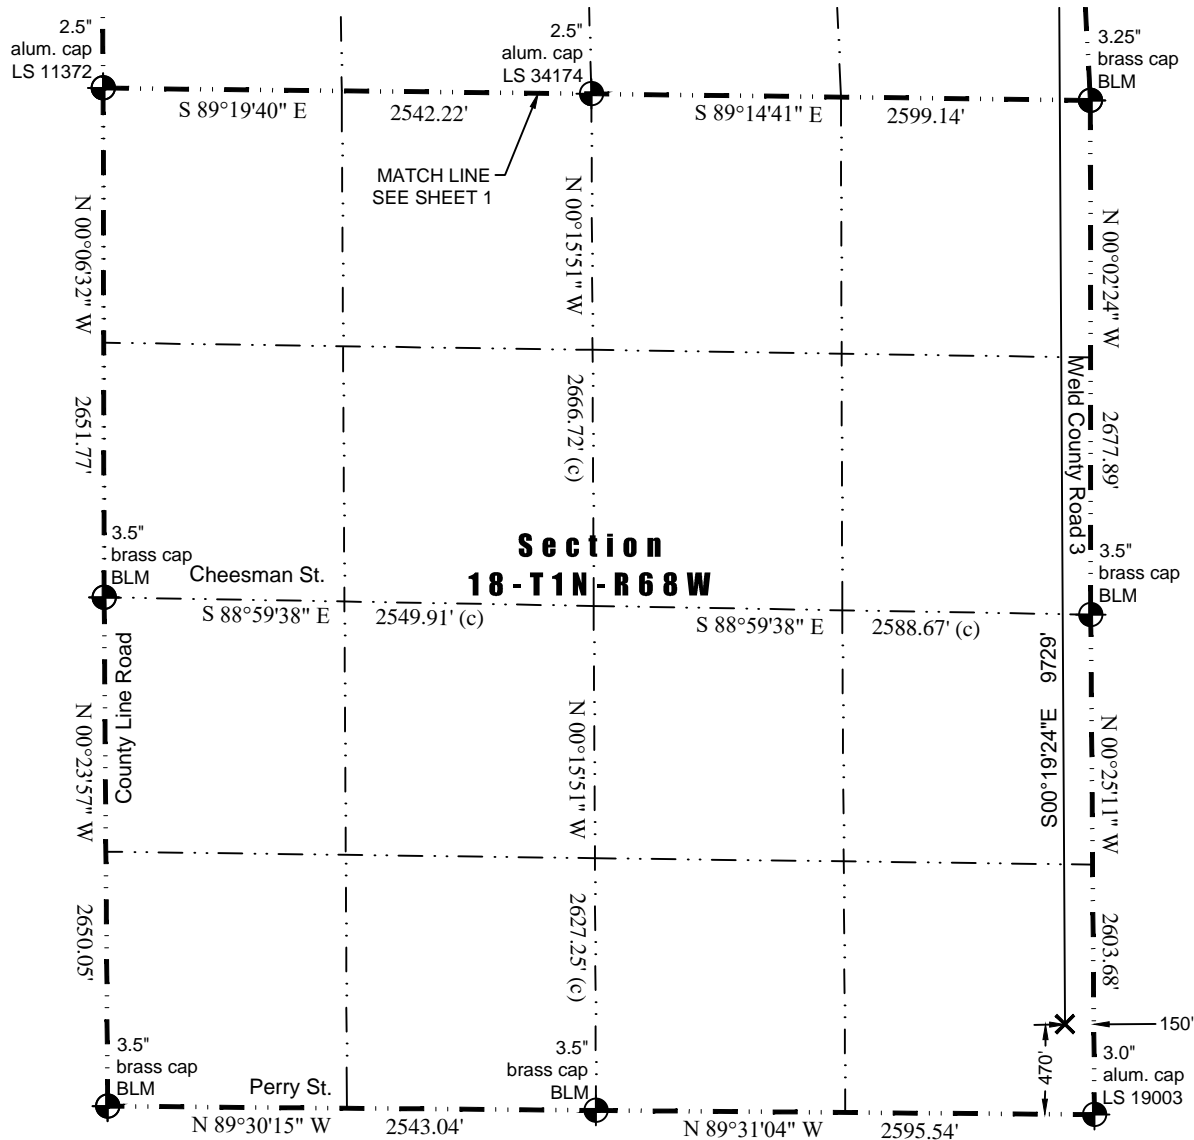 2.5"
alum. cap
LS 11372
2.5"
alum. cap
LS 34174
3.25"
brass cap
BLM
S 89°19'40" E 2542.22'
S 89°14'41" E 2599.14'
MATCH LINE
SEE SHEET 1
N 00°06'32" W 2651.77'
N 00°15'51" W 2666.72' (c)
N 00°02'24" W 2677.89'
Weld County Road 3
3.5"
brass cap
BLM
Cheesman St.
Section
18-T1N-R68W
3.5"
brass cap
BLM
S 88°59'38" E 2549.91' (c)
S 88°59'38" E 2588.67' (c)
County Line Road
N 00°23'57" W 2650.05'
N 00°15'51" W 2627.25' (c)
S00°19'24"E 9729'
N 00°25'11" W 2603.68'
150'
470'
3.5"
brass cap
BLM
Perry St.
3.5"
brass cap
BLM
3.0"
alum. cap
LS 19003
N 89°30'15" W 2543.04'
N 89°31'04" W 2595.54'